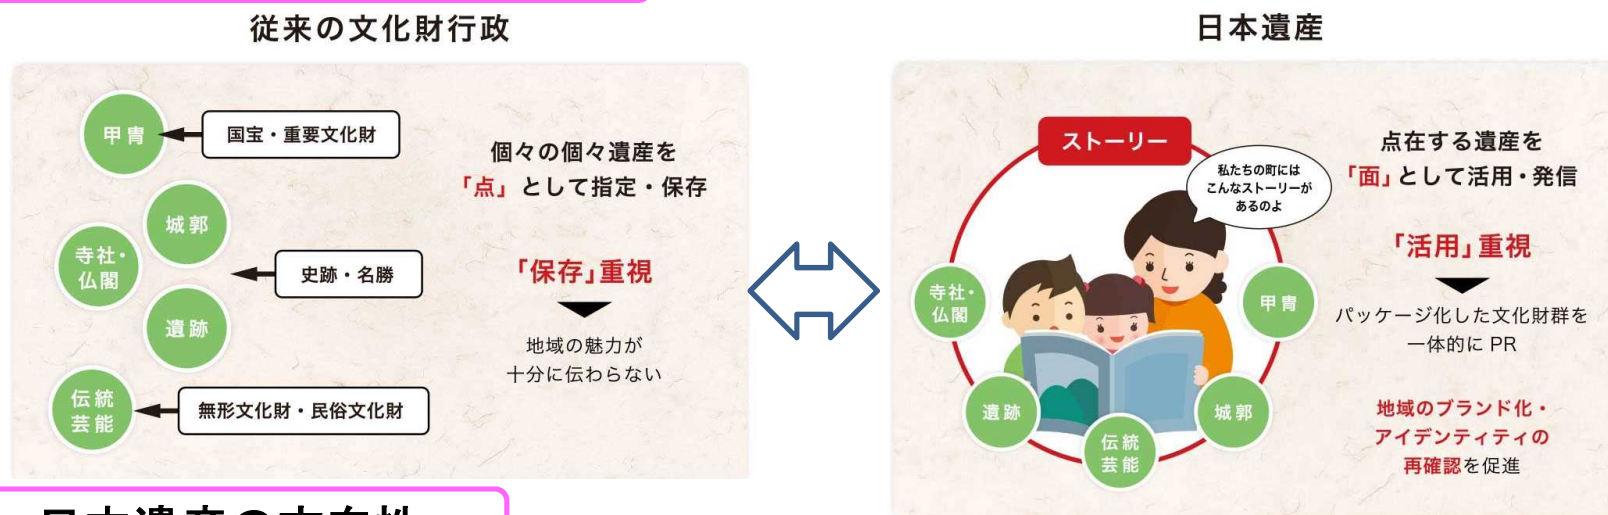 従来の文化財行政
甲冑
国宝・重要文化財
城郭
寺社・
仏閣
史跡・名勝
遺跡
伝統
芸能
無形文化財・民俗文化財
個々の個々遺産を
「点」として指定・保存
「保存」重視
地域の魅力が
十分に伝わらない
日本遺産
ストーリー
私たちの町には
こんなストーリーが
あるのよ
寺社・
仏閣
甲冑
遺跡
城郭
伝統
芸能
点在する遺産を
「面」として活用・発信
「活用」重視
パッケージ化した文化財群を
一体的に PR
地域のブランド化・
アイデンティティの
再確認を促進
日本遺産の方向性